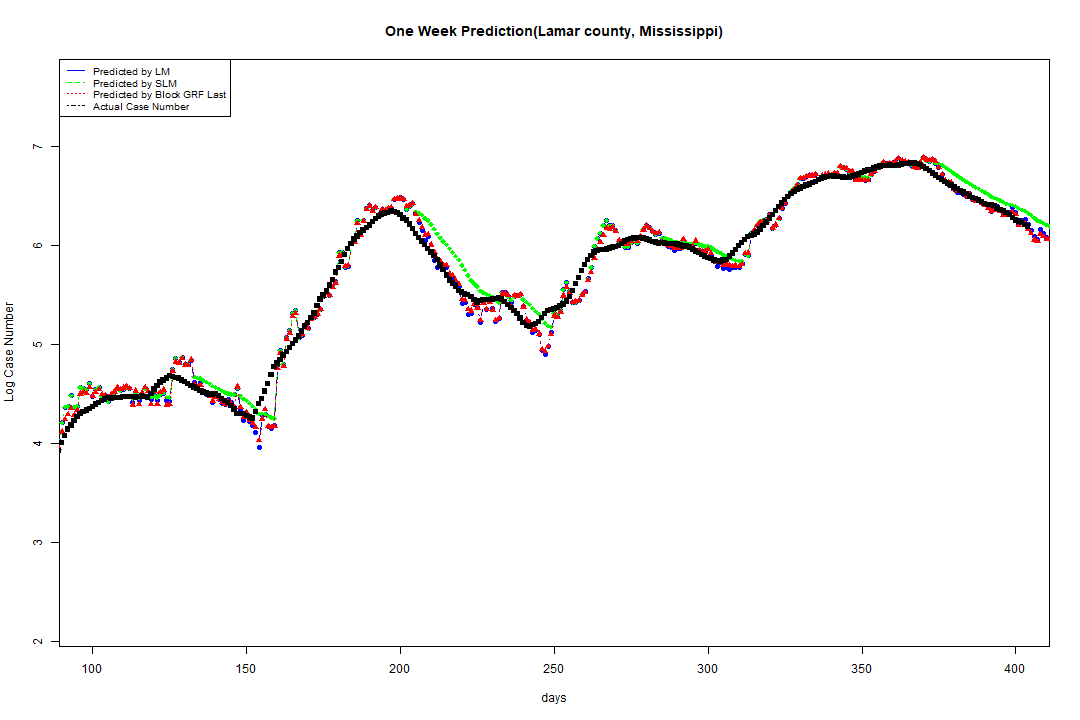 One Week Prediction(Lamar county, Mississippi)
Predicted by LM
Predicted by SLM
Predicted by Block GRF Last
Actual Case Number
Log Case Number
7
6
5
4
3
2
100 150 200 250 300 350 400
days